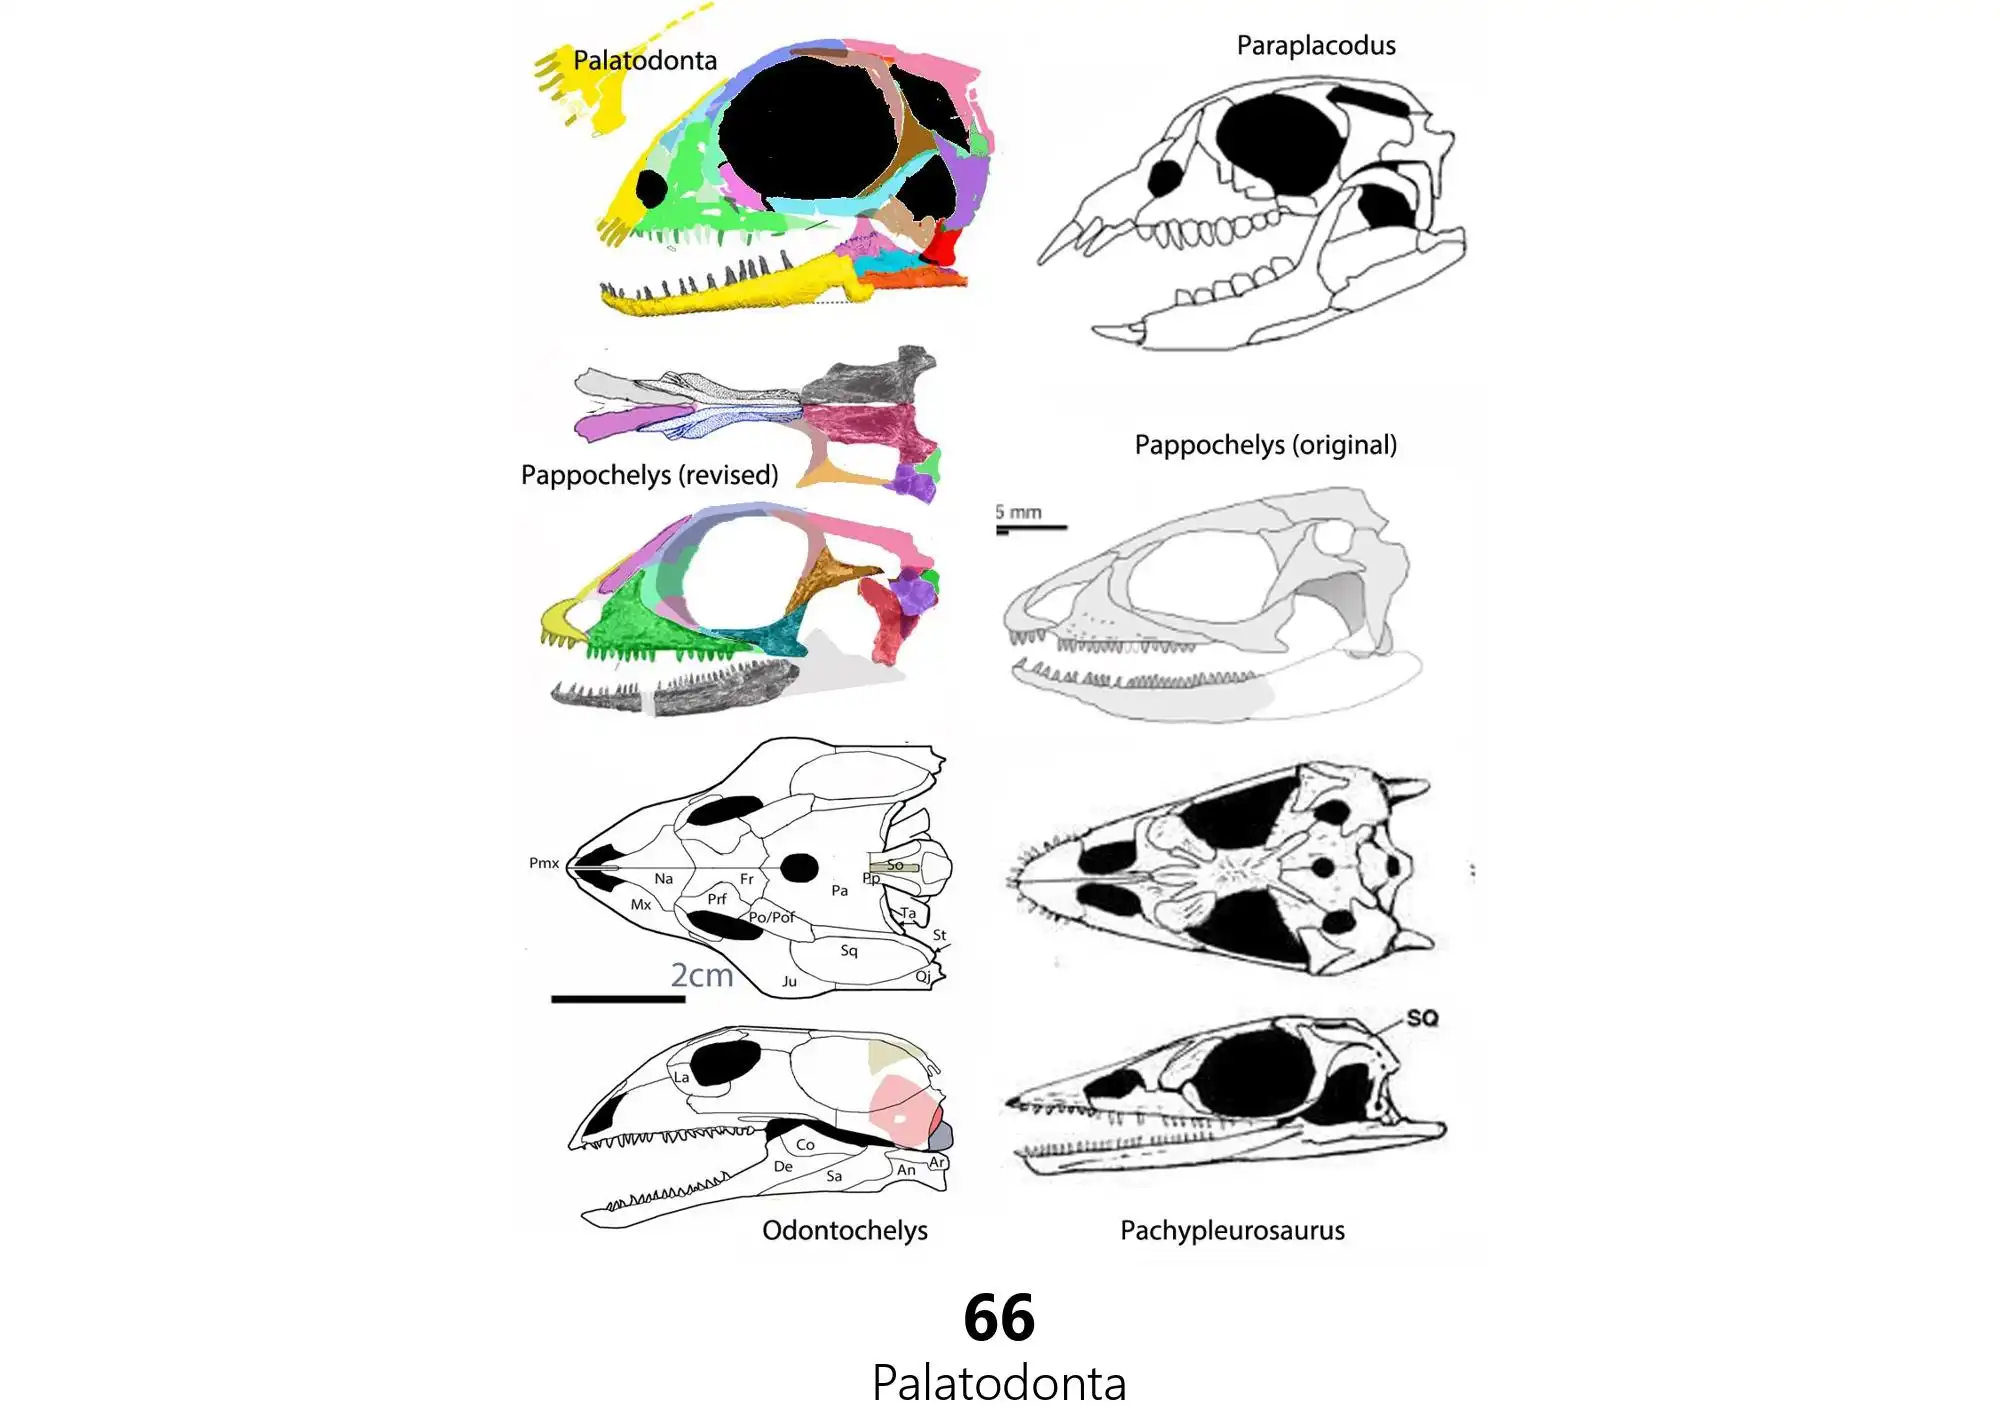 Palatodonta
Paraplacodus
Pappochelys (revised)
Pappochelys (original)
5 mm
Pmx
Na
Fr
Mx
Prf
Po/Pof
Pa
Pp
So
Ta
St
Sq
Qj
Ju
2cm
La
Co
De
Sa
An
Ar
SQ
Odontochelys
Pachypleurosaurus
66
Palatodonta